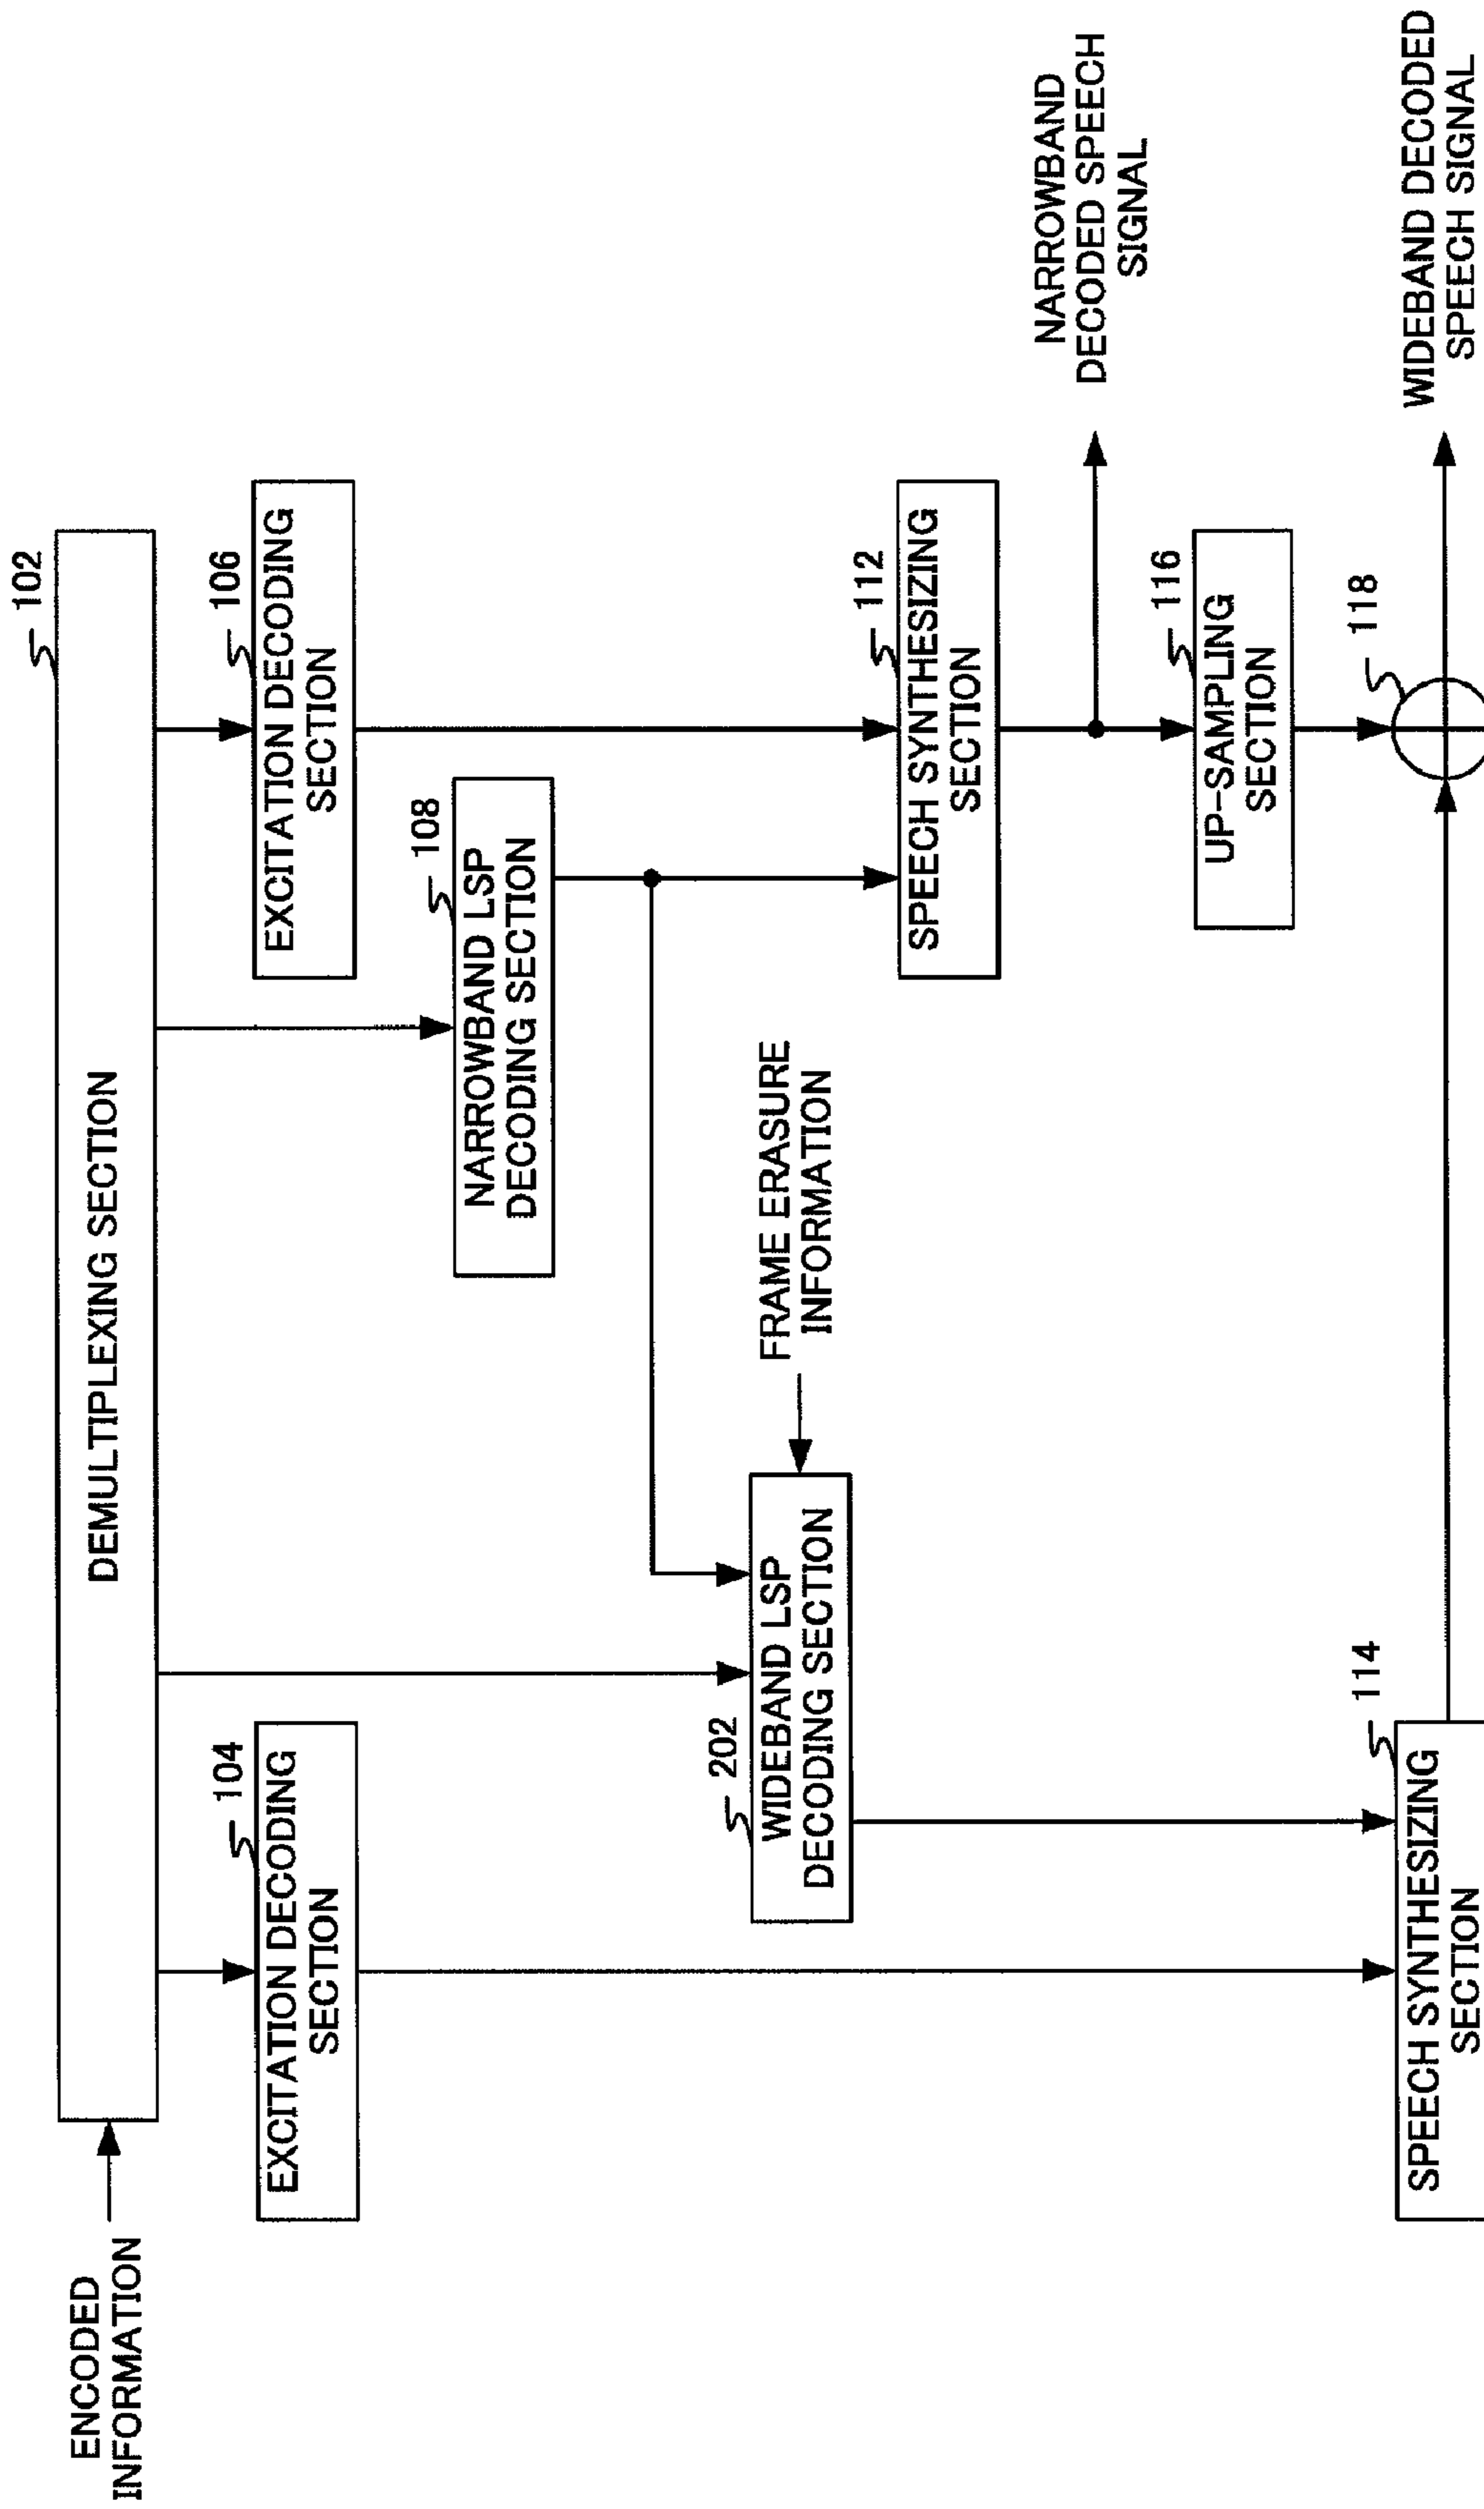 ENCODED
INFORMATION
102
DEMULTIPLEXING SECTION
104
EXCITATION DECODING
SECTION
106
EXCITATION DECODING
SECTION
108
NARROWBAND LSP
DECODING SECTION
202
WIDEBAND LSP
DECODING SECTION
FRAME ERASURE
INFORMATION
112
SPEECH SYNTHESIZING
SECTION
NARROWBAND
DECODED SPEECH
SIGNAL
116
UP-SAMPLING
SECTION
114
SPEECH SYNTHESIZING
SECTION
118
WIDEBAND DECODED
SPEECH SIGNAL